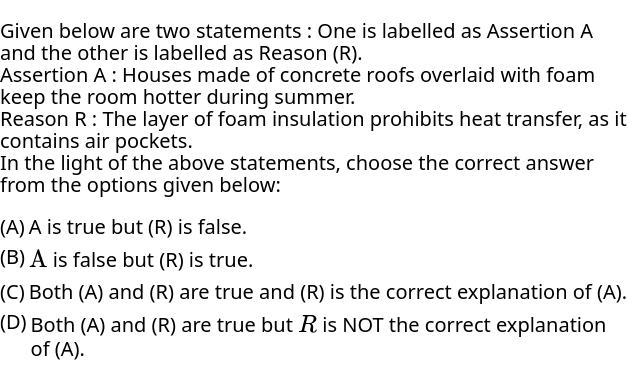 Given below are two statements : One is labelled as Assertion A
and the other is labelled as Reason (R).
Assertion A : Houses made of concrete roofs overlaid with foam
keep the room hotter during summer.
Reason R : The layer of foam insulation prohibits heat transfer, as it
contains air pockets.
In the light of the above statements, choose the correct answer
from the options given below:
(A) A is true but (R) is false.
(B) A is false but (R) is true.
(C) Both (A) and (R) are true and (R) is the correct explanation of (A).
(D) Both (A) and (R) are true but R is NOT the correct explanation
of (A).